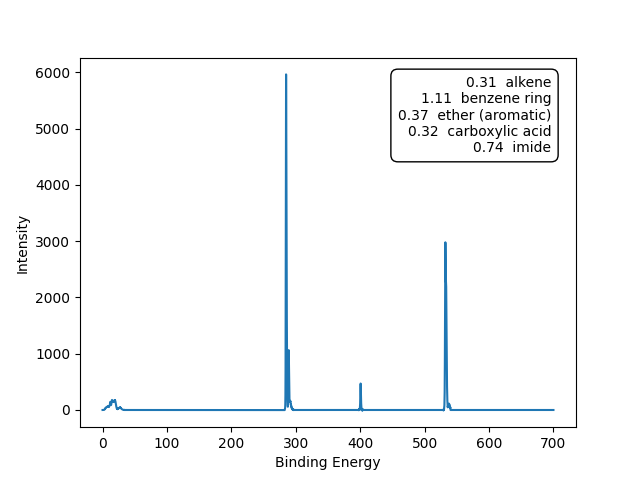 0.31 alkene
1.11 benzene ring
0.37 ether (aromatic)
0.32 carboxylic acid
0.74 imide
6000
5000
4000
3000
2000
1000
0
Intensity
0 100 200 300 400 500 600 700
Binding Energy